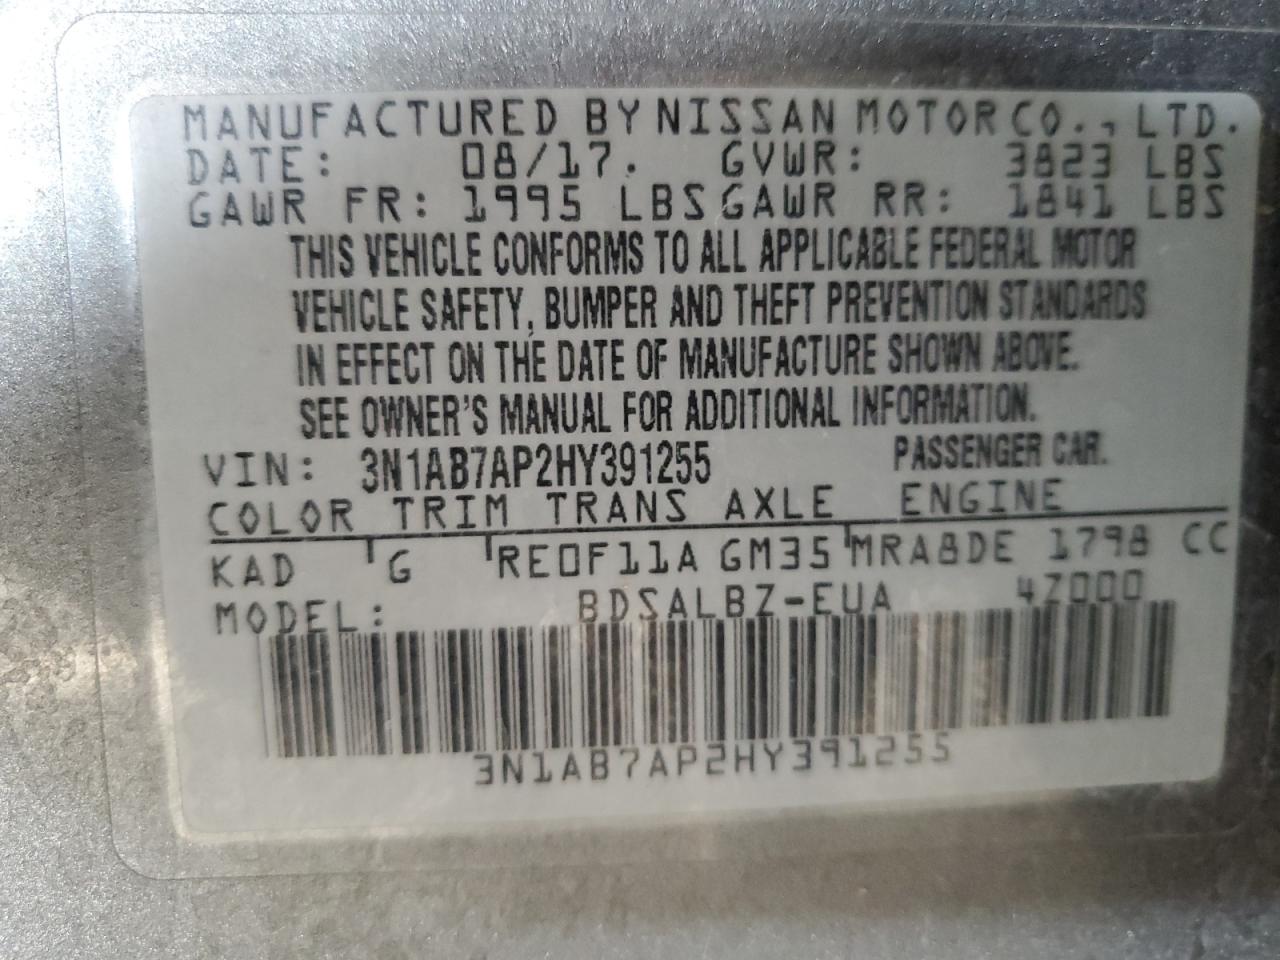 MANUFACTURED BY NISSAN MOTOR CO., LTD.
DATE: 08/17. GVWR: 3823 LBS
GAWR FR: 1995 LBS GAWR RR: 1841 LBS
THIS VEHICLE CONFORMS TO ALL APPLICABLE FEDERAL MOTOR
VEHICLE SAFETY, BUMPER AND THEFT PREVENTION STANDARDS
IN EFFECT ON THE DATE OF MANUFACTURE SHOWN ABOVE.
SEE OWNER'S MANUAL FOR ADDITIONAL INFORMATION.
VIN: 3N1AB7AP2HY391255 PASSENGER CAR.
COLOR TRIM TRANS AXLE ENGINE
KAD G RE0F11A GM35 MRA8DE 1798 CC
MODEL: BDSALBZ-EUA 4Z000
3N1AB7AP2HY391255